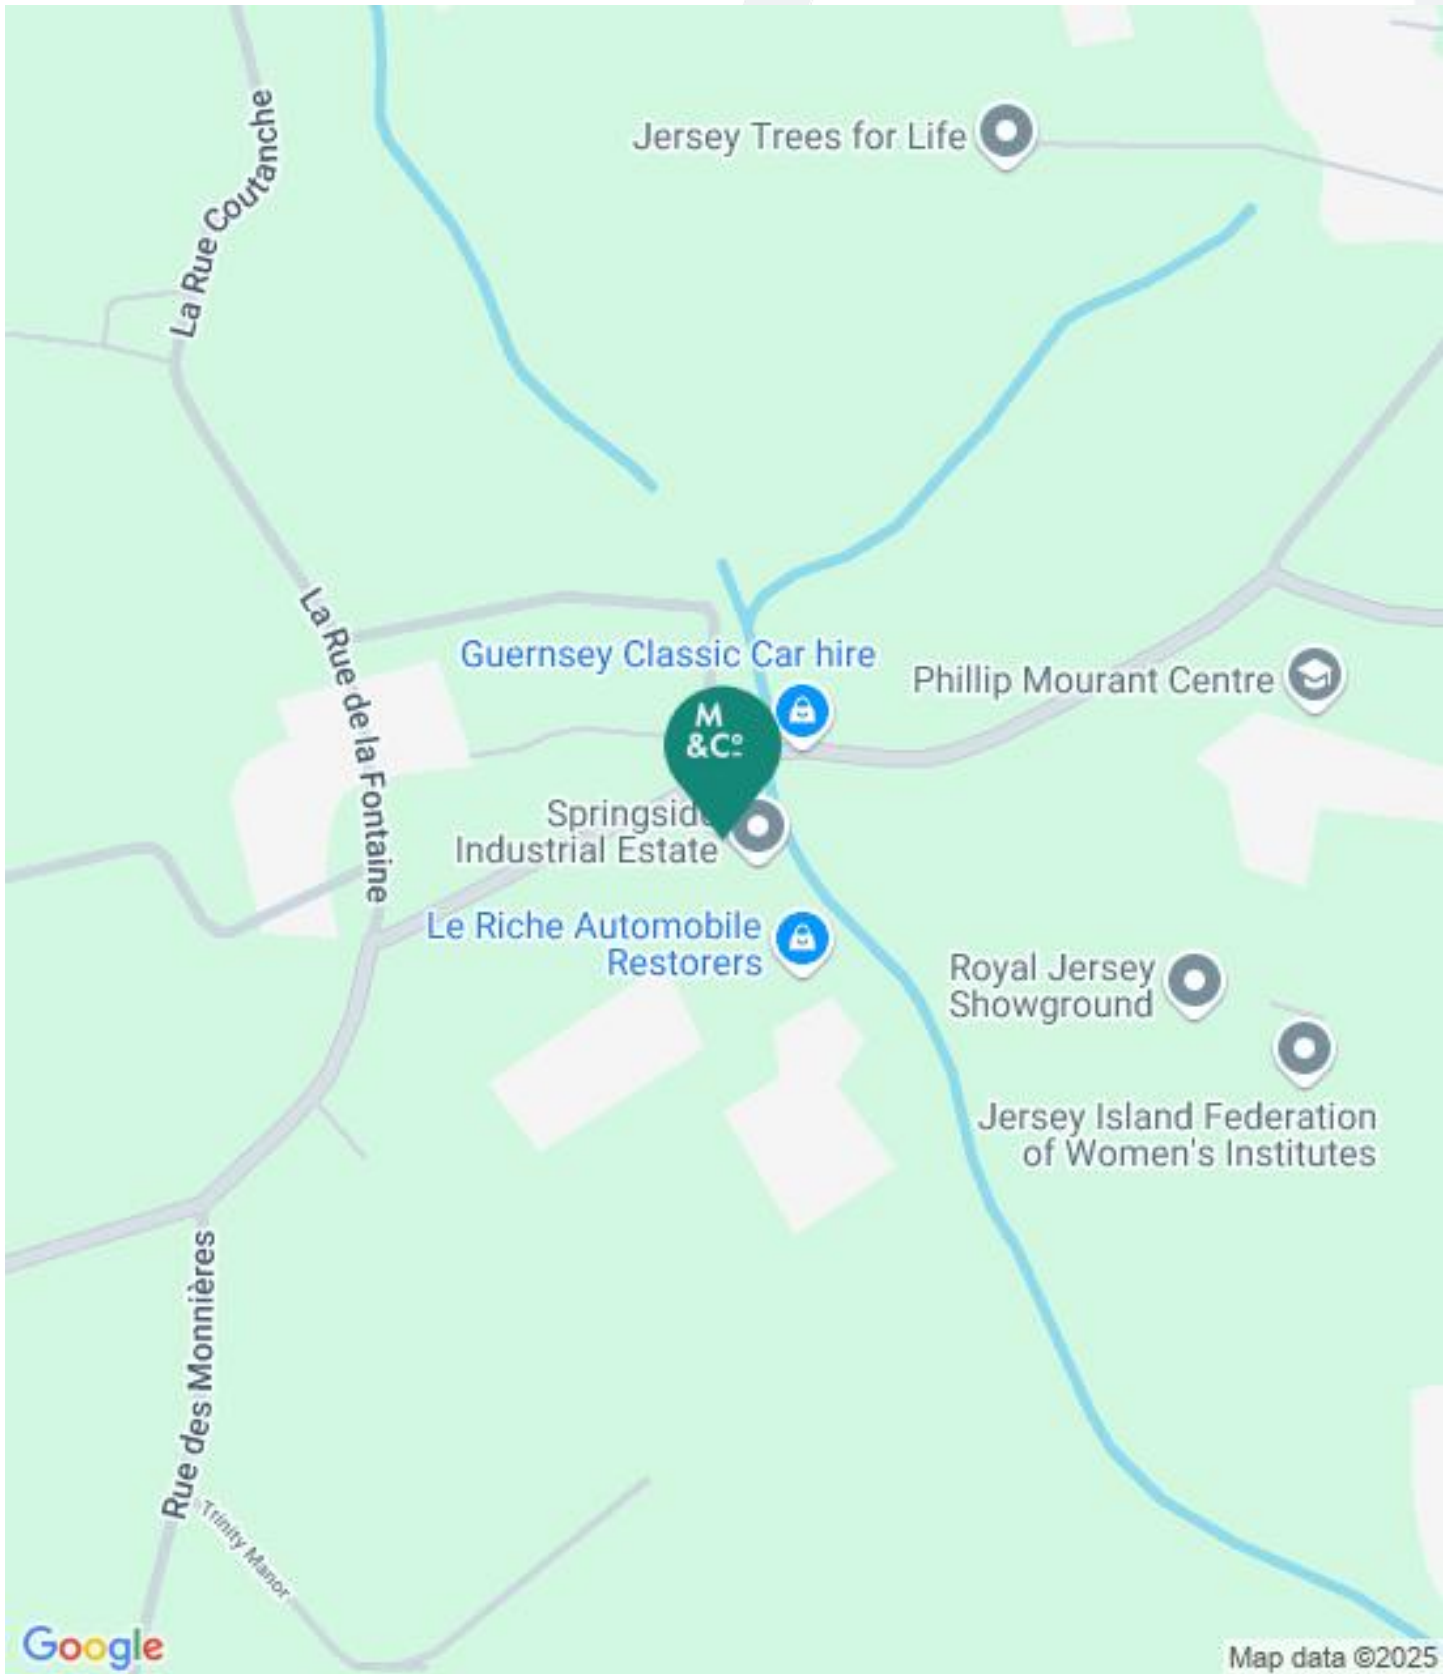 La Rue Coutanche
Jersey Trees for Life
La Rue de la Fontaine
Guernsey Classic Car hire
Phillip Mourant Centre
M
&Cº
Springside
Industrial Estate
Le Riche Automobile
Restorers
Royal Jersey
Showground
Jersey Island Federation
of Women's Institutes
Rue des Monnières
Trinity Manor
Google
Map data ©2025